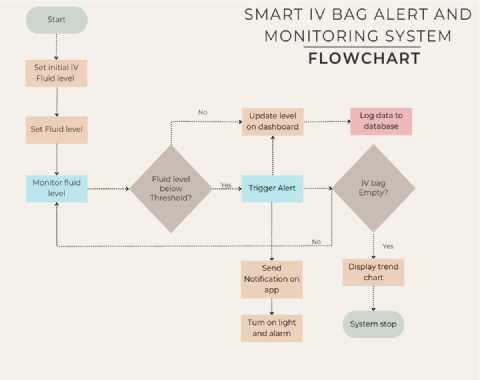 SMART IV BAG ALERT AND
MONITORING SYSTEM
FLOWCHART
Start
Set initial IV
Fluid level
Set Fluid level
Monitor fluid
level
Fluid level
below
Threshold?
No
Yes
Update level
on dashboard
Log data to
database
Trigger Alert
IV bag
Empty?
No
Yes
Send
Notification on
app
Turn on light
and alarm
Display trend
chart
System stop